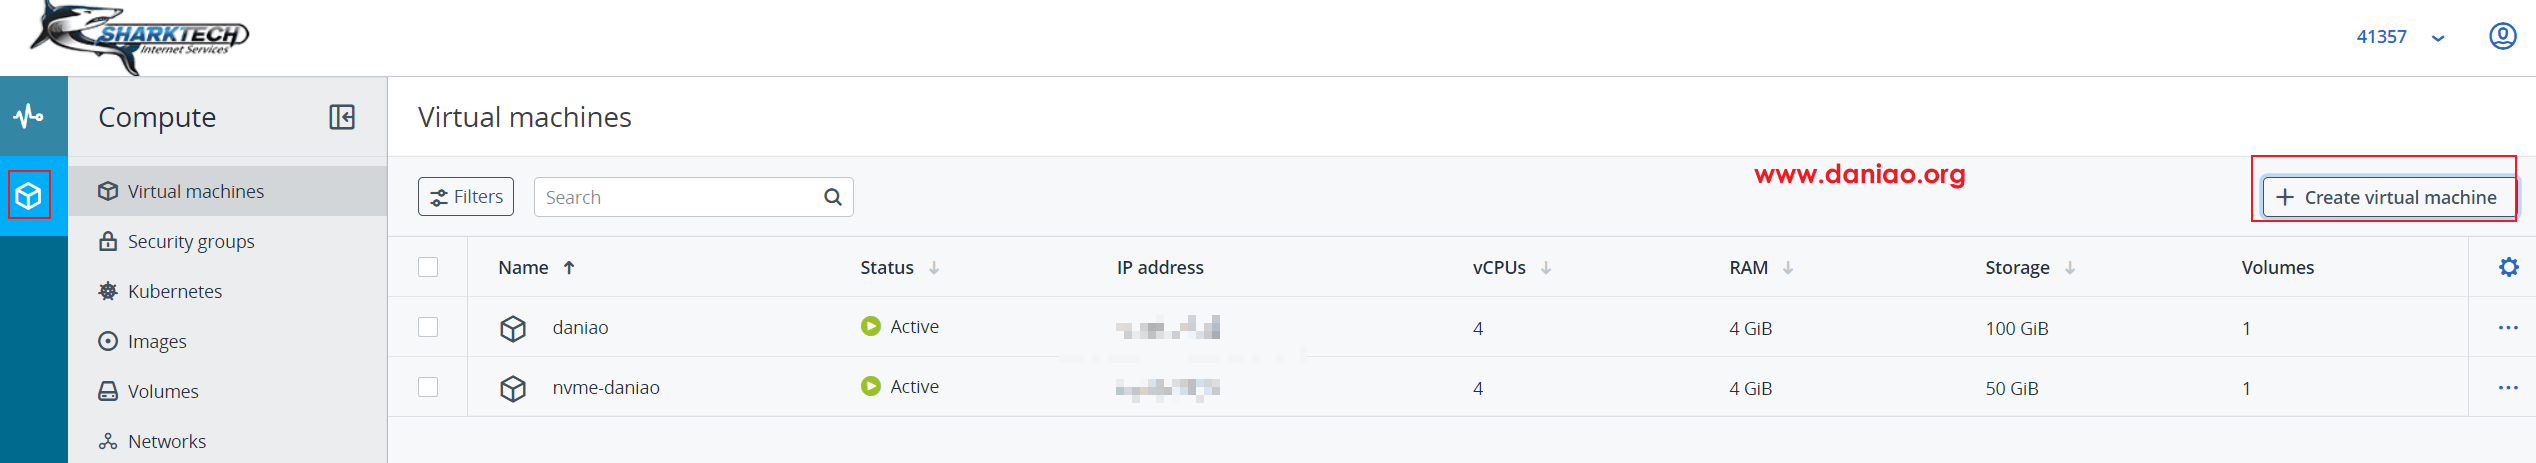 SHARKTECH
Internet Services
41357
Compute
Virtual machines
www.daniao.org
Virtual machines
Filters
Search
Create virtual machine
Security groups
Name Status IP address vCPUs RAM Storage Volumes
Kubernetes
daniao Active 4 4 GiB 100 GiB 1
Images
nvme-daniao Active 4 4 GiB 50 GiB 1
Volumes
Networks